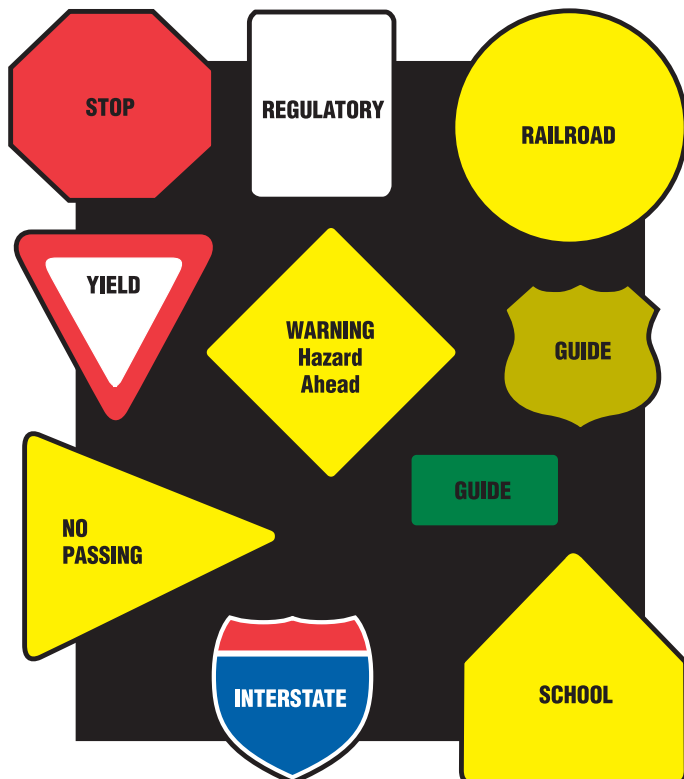 STOP
REGULATORY
RAILROAD
YIELD
WARNING
Hazard
Ahead
GUIDE
NO
PASSING
GUIDE
INTERSTATE
SCHOOL